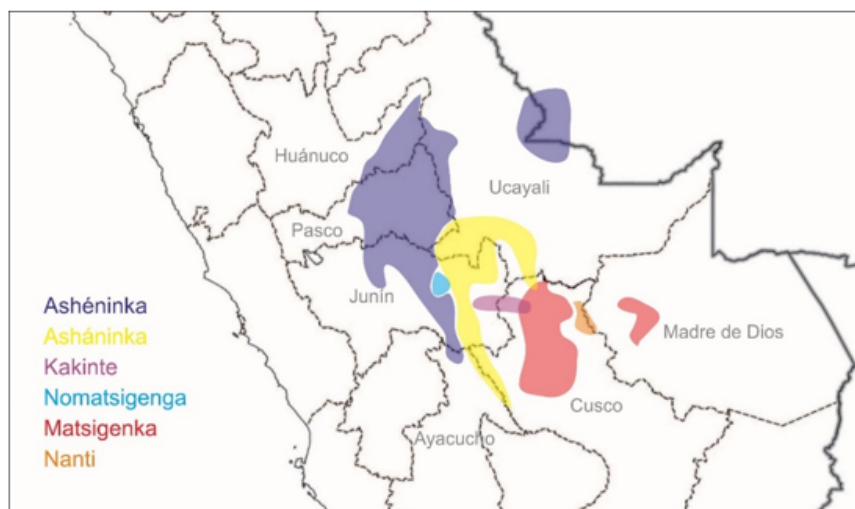 Huánuco
Ucayali
Pasco
Junín
Madre de Dios
Cusco
Ayacucho
Ashéninka
Asháninka
Kakinte
Nomatsigenga
Matsigenka
Nanti